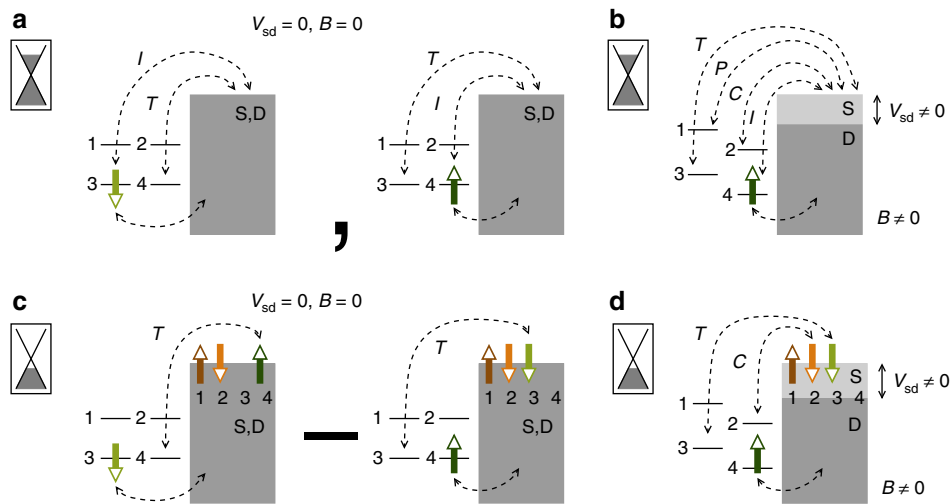 a
V_sd = 0, B = 0
I
T
S,D
1 2
3 4
,
T
I
S,D
1 2
3 4
b
T
P
C
I
S
D
V_sd ≠ 0
1
2
3
4
B ≠ 0
c
V_sd = 0, B = 0
T
1 2 3 4
S,D
1 2
3 4
T
1 2 3 4
S,D
1 2
3 4
d
T
C
S
1 2 3 4
D
V_sd ≠ 0
1
2
3
4
B ≠ 0